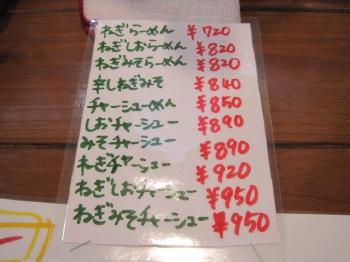 ねぎらーめん ¥720
ねぎしおらーめん ¥820
ねぎみそらーめん ¥820
辛しねぎみそ ¥840
チャーシューめん ¥850
しおチャーシュー ¥890
みそチャーシュー ¥890
ねぎチャーシュー ¥920
ねぎしおチャーシュー ¥950
ねぎみそチャーシュー ¥950